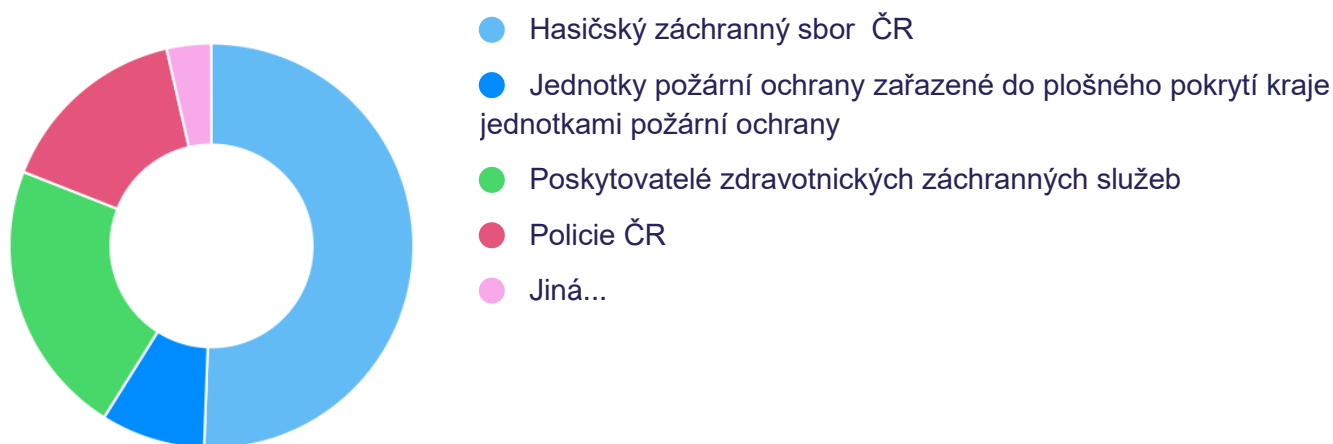 Hasičský záchranný sbor ČR
Jednotky požární ochrany zařazené do plošného pokrytí kraje
jednotkami požární ochrany
Poskytovatelé zdravotnických záchranných služeb
Policie ČR
Jiná...